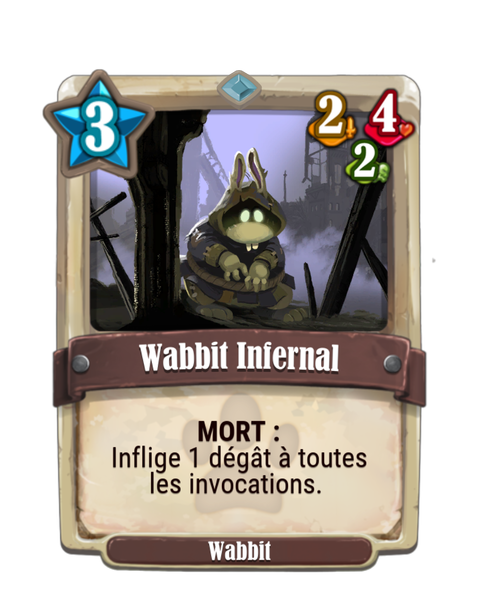 3
2
4
2
Wabbit Infernal
MORT :
Inflige 1 dégât à toutes
les invocations.
Wabbit